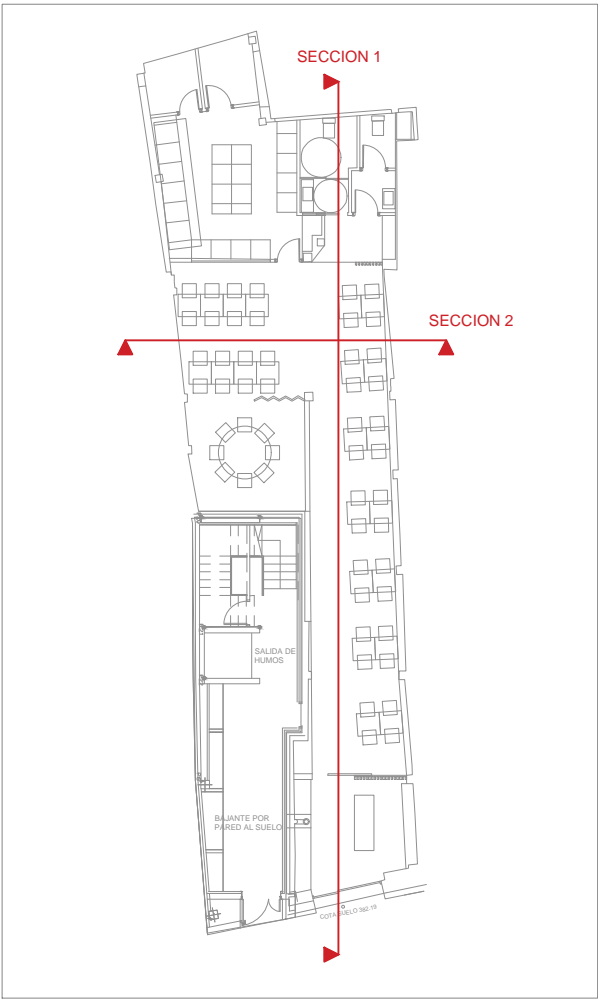 SECCION 1
SECCION 2
SALIDA DE
HUMOS
BAJANTE POR
PARED AL SUELO
COTA SUELO 362.19